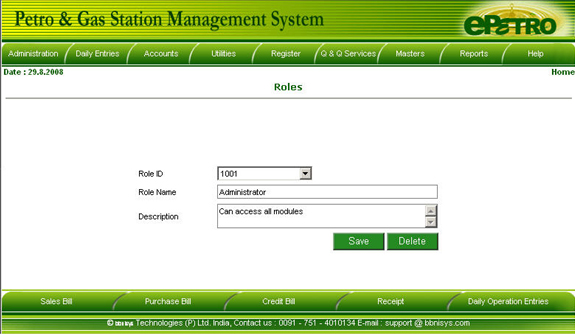 Petro & Gas Station Management System
ePETRO
Administration Daily Entries Accounts Utilities Register Q & Q Services Masters Reports Help
Date : 29.8.2008 Home
Roles
Role ID 1001
Role Name Administrator
Description Can access all modules
Save Delete
Sales Bill Purchase Bill Credit Bill Receipt Daily Operation Entries
© bbnisys Technologies (P) Ltd. India, Contact us : 0091 - 751 - 4010134 E-mail : support @ bbnisys.com